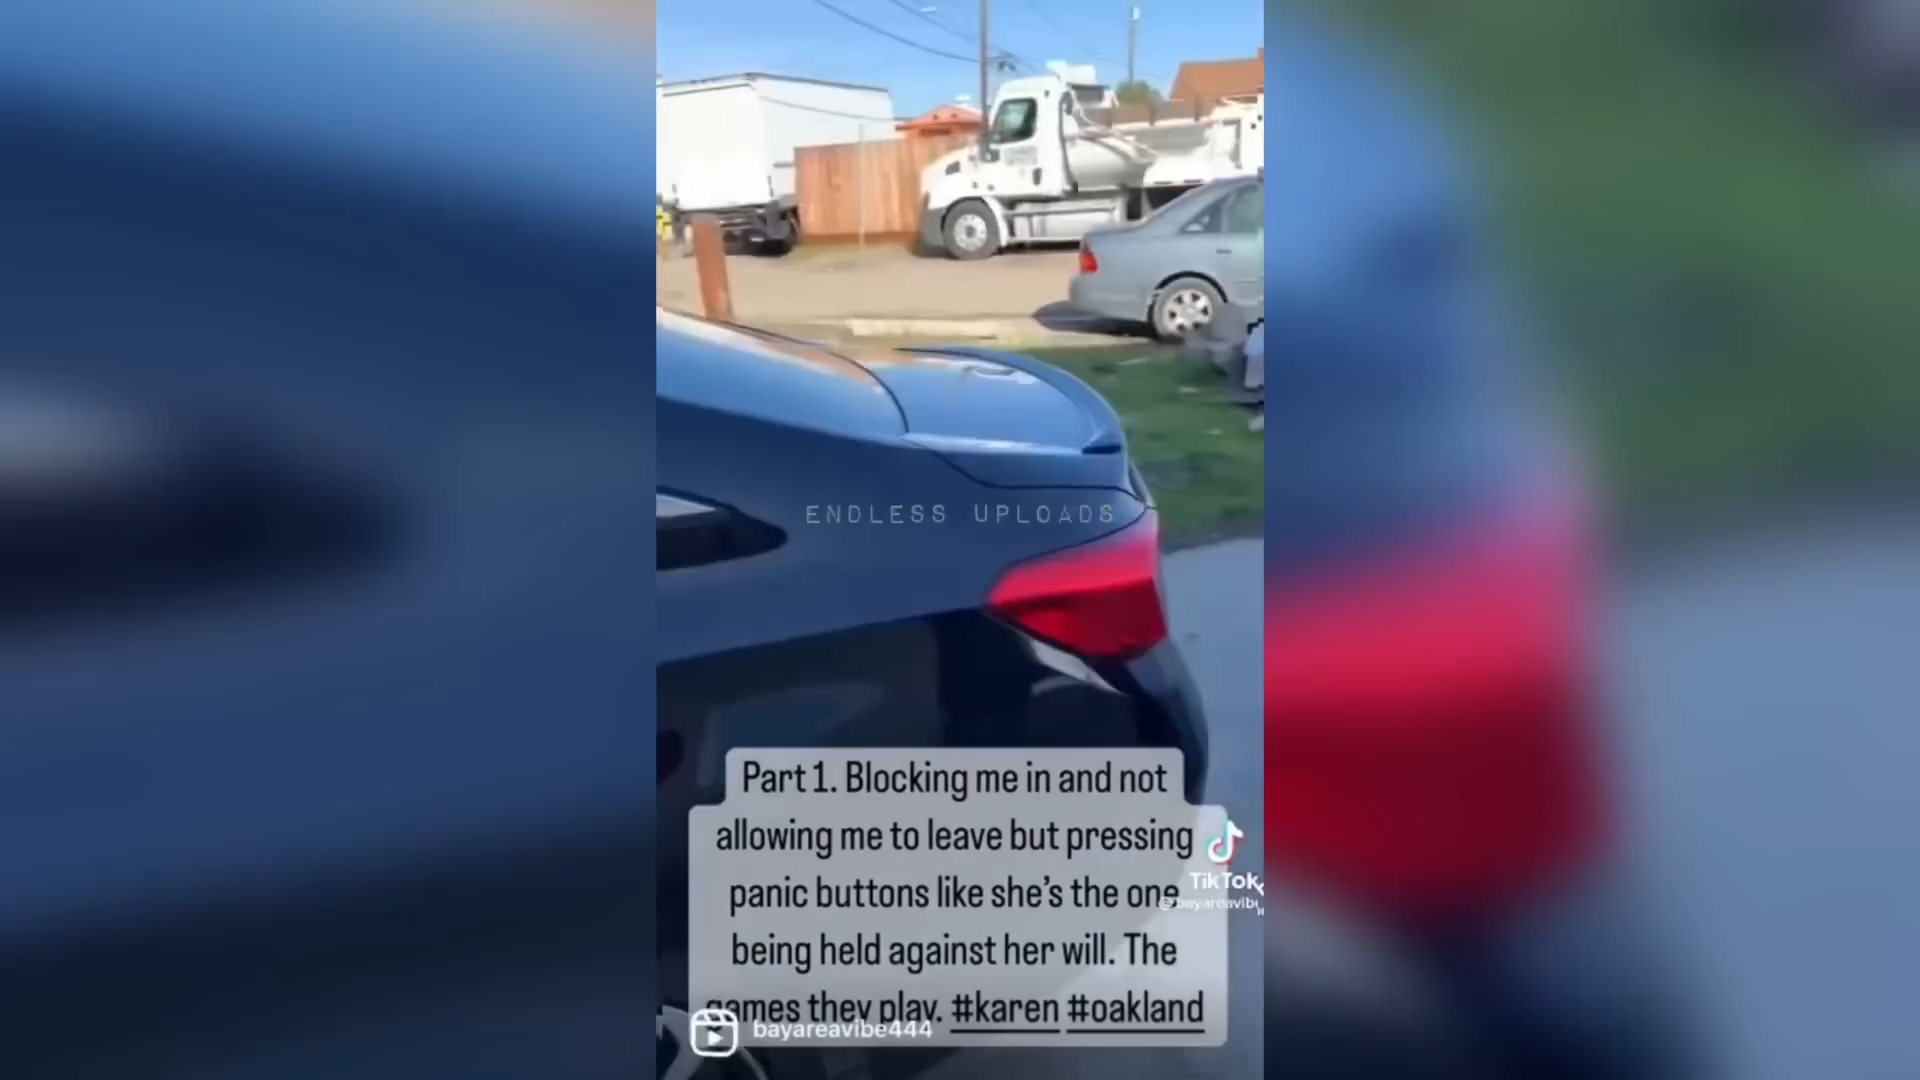 ENDLESS UPLOADS
Part 1. Blocking me in and not
allowing me to leave but pressing
panic buttons like she's the one
being held against her will. The
games they play. #karen #oakland
TikTok
bayareavibe444